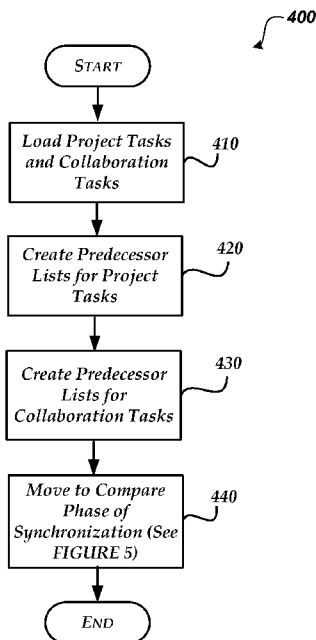 400
START
Load Project Tasks
and Collaboration
Tasks
410
Create Predecessor
Lists for Project
Tasks
420
Create Predecessor
Lists for
Collaboration Tasks
430
Move to Compare
Phase of
Synchronization (See
FIGURE 5)
440
END